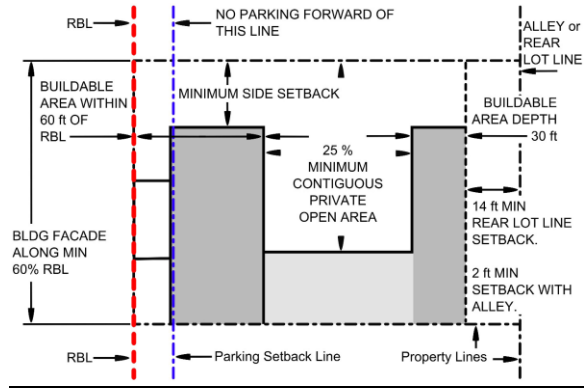 RBL
NO PARKING FORWARD OF
THIS LINE
ALLEY or
REAR
LOT LINE
BUILDABLE
AREA WITHIN
60 ft OF
RBL
MINIMUM SIDE SETBACK
BUILDABLE
AREA DEPTH
30 ft
25 %
MINIMUM
CONTIGUOUS
PRIVATE
OPEN AREA
14 ft MIN
REAR LOT LINE
SETBACK.
BLDG FACADE
ALONG MIN
60% RBL
2 ft MIN
SETBACK WITH
ALLEY.
RBL
Parking Setback Line
Property Lines